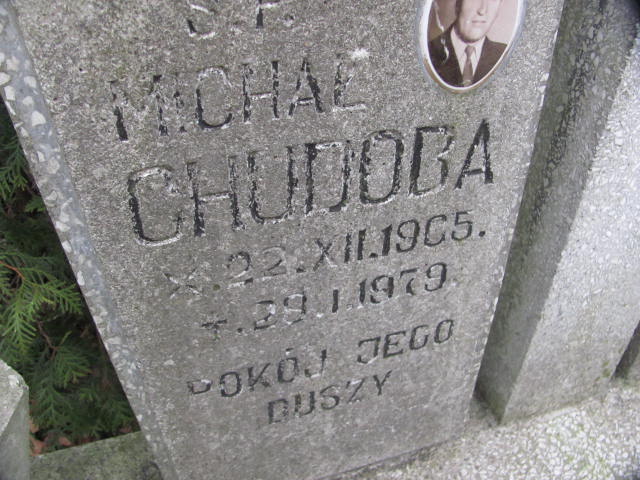 Ś.P.
MICHAŁ
CHUDOBA
X.22.XII.1905.
+.29.I.1979.
POKÓJ JEGO
DUSZY